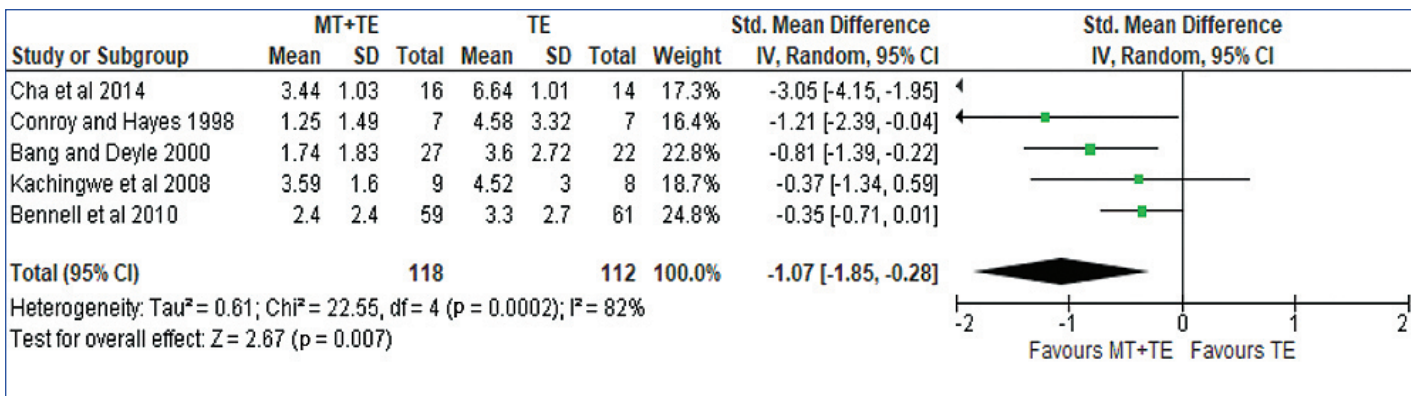 MT+TE TE Std. Mean Difference Std. Mean Difference
Study or Subgroup Mean SD Total Mean SD Total Weight IV, Random, 95% CI IV, Random, 95% CI
Cha et al 2014 3.44 1.03 16 6.64 1.01 14 17.3% -3.05 [-4.15, -1.95]
Conroy and Hayes 1998 1.25 1.49 7 4.58 3.32 7 16.4% -1.21 [-2.39, -0.04]
Bang and Deyle 2000 1.74 1.83 27 3.6 2.72 22 22.8% -0.81 [-1.39, -0.22]
Kachingwe et al 2008 3.59 1.6 9 4.52 3 8 18.7% -0.37 [-1.34, 0.59]
Bennell et al 2010 2.4 2.4 59 3.3 2.7 61 24.8% -0.35 [-0.71, 0.01]
Total (95% CI) 118 112 100.0% -1.07 [-1.85, -0.28]
Heterogeneity: Tau² = 0.61; Chi² = 22.55, df = 4 (p = 0.0002); I² = 82%
Test for overall effect: Z = 2.67 (p = 0.007)
-2 -1 0 1 2
Favours MT+TE Favours TE